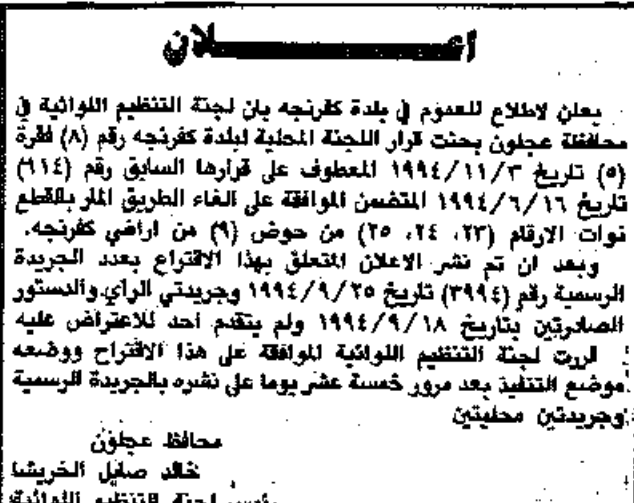 اعـــــــــــلان
يعلن لاطلاع للعموم في بلدة كفرنجه بان لجنة التنظيم اللوائية في
محافظة عجلون بحثت قرار اللجنة المحلية لبلدة كفرنجه رقم (٨) فقرة
(٥) تاريخ ١٩٩٤/١١/٣ المعطوف على قرارها السابق رقم (٦١٤)
تاريخ ١٩٩٤/٦/١٦ المتضمن الموافقة على الغاء الطريق المار بالقطع
ذوات الارقام (٢٣، ٢٤، ٢٥) من حوض (٩) من اراضي كفرنجه.
وبعد ان تم نشر الاعلان المتعلق بهذا الاقتراع بعدد الجريدة
الرسمية رقم (٣٩٩٤) تاريخ ١٩٩٤/٩/٢٥ وجريدتي الراي والدستور
الصادرتين بتاريخ ١٩٩٤/٩/١٨ ولم يتقدم احد للاعتراض عليه
قررت لجنة التنظيم اللوائية الموافقة على هذا الاقتراح ووضعه
موضع التنفيذ بعد مرور خمسة عشر يوما على نشره بالجريدة الرسمية
وجريدتين محليتين
محافظ عجلون
خالد صايل الخريشا
رئيس لجنة التنظيم اللوائية